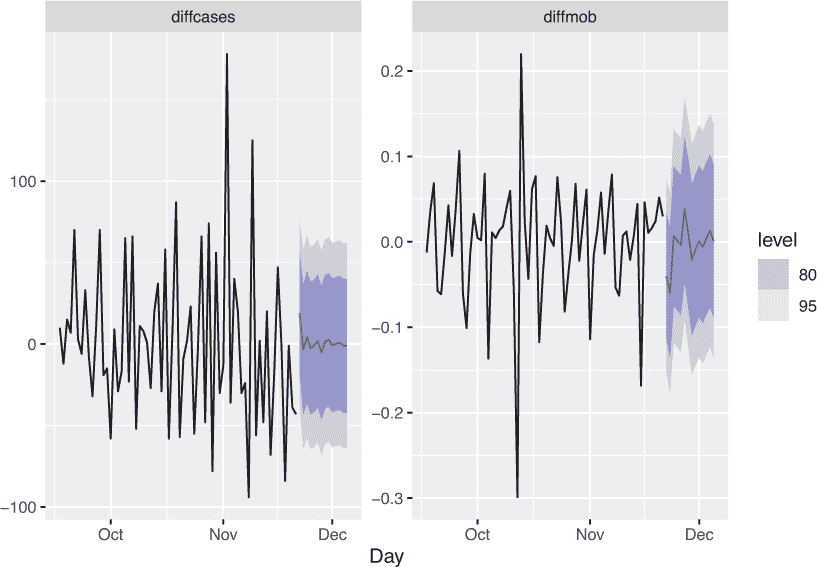 diffcases
diffmob
100
0
−100
0.2
0.1
0.0
−0.1
−0.2
−0.3
Oct
Nov
Dec
Oct
Nov
Dec
Day
level
80
95